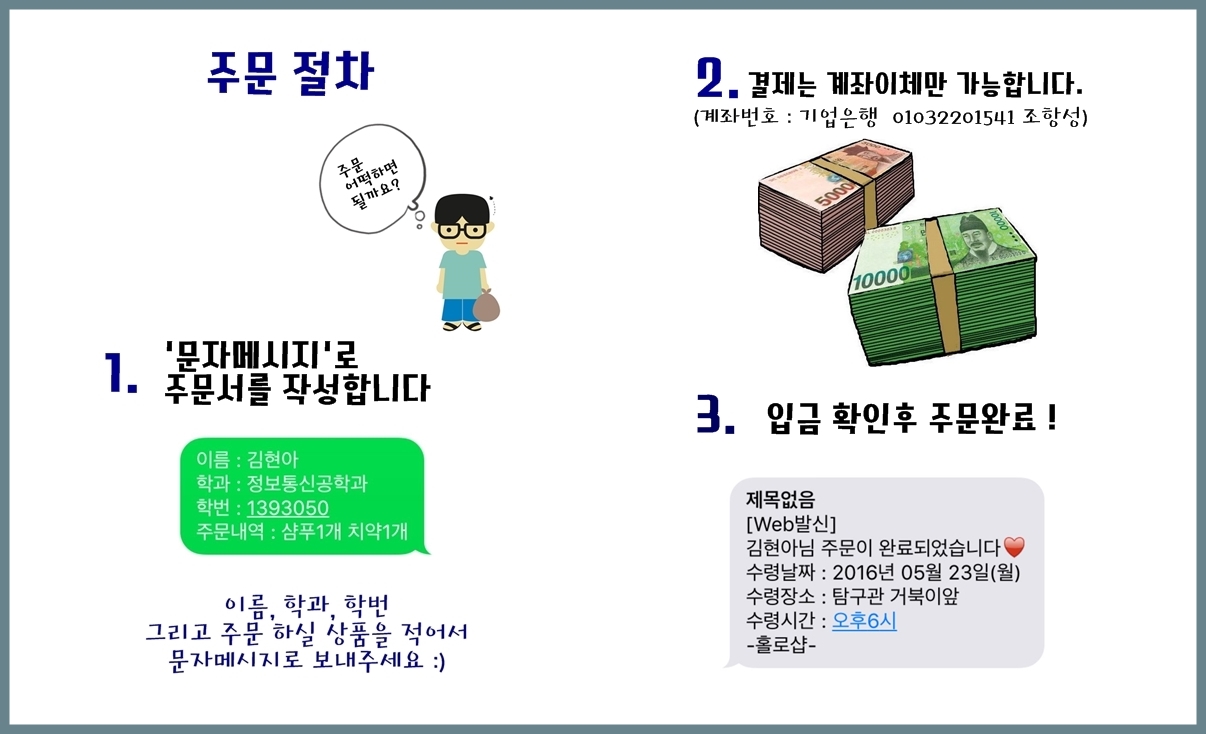 주문 절차
주문
어떡하면
될까요?
1.
'문자메시지'로
주문서를 작성합니다
이름 : 김현아
학과 : 정보통신공학과
학번 : 1393050
주문내역 : 샴푸1개 치약1개
이름, 학과, 학번
그리고 주문 하실 상품을 적어서
문자메시지로 보내주세요 :)
2. 결제는 계좌이체만 가능합니다.
(계좌번호 : 기업은행 01032201541 조항성)
5000
10000
10000
3. 입금 확인후 주문완료 !
제목없음
[Web발신]
김현아님 주문이 완료되었습니다❤️
수령날짜 : 2016년 05월 23일(월)
수령장소 : 탐구관 거북이앞
수령시간 : 오후6시
-홀로샵-